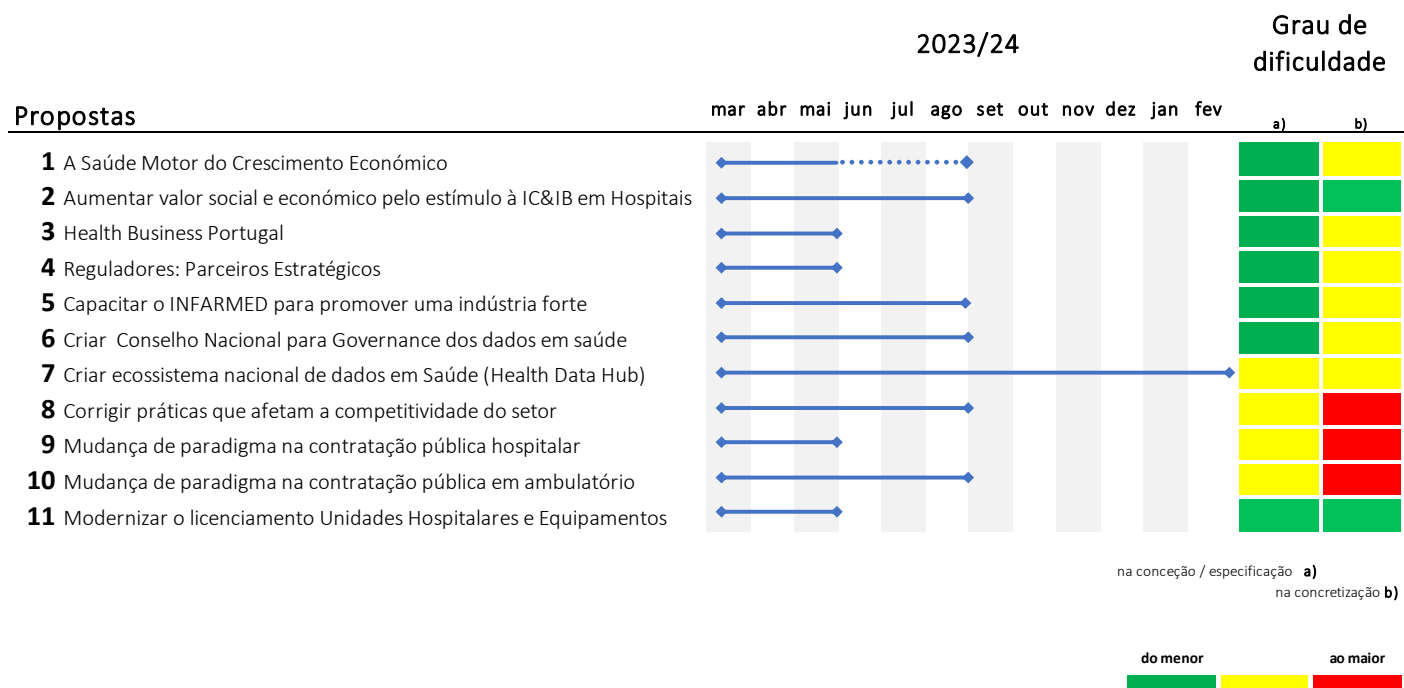 2023/24
Grau de
dificuldade
Propostas
mar abr mai jun jul ago set out nov dez jan fev
a) b)
1 A Saúde Motor do Crescimento Económico
2 Aumentar valor social e económico pelo estímulo à IC&IB em Hospitais
3 Health Business Portugal
4 Reguladores: Parceiros Estratégicos
5 Capacitar o INFARMED para promover uma indústria forte
6 Criar  Conselho Nacional para Governance dos dados em saúde
7 Criar ecossistema nacional de dados em Saúde (Health Data Hub)
8 Corrigir práticas que afetam a competitividade do setor
9 Mudança de paradigma na contratação pública hospitalar
10 Mudança de paradigma na contratação pública em ambulatório
11 Modernizar o licenciamento Unidades Hospitalares e Equipamentos
na conceção / especificação a)
na concretização b)
do menor ao maior